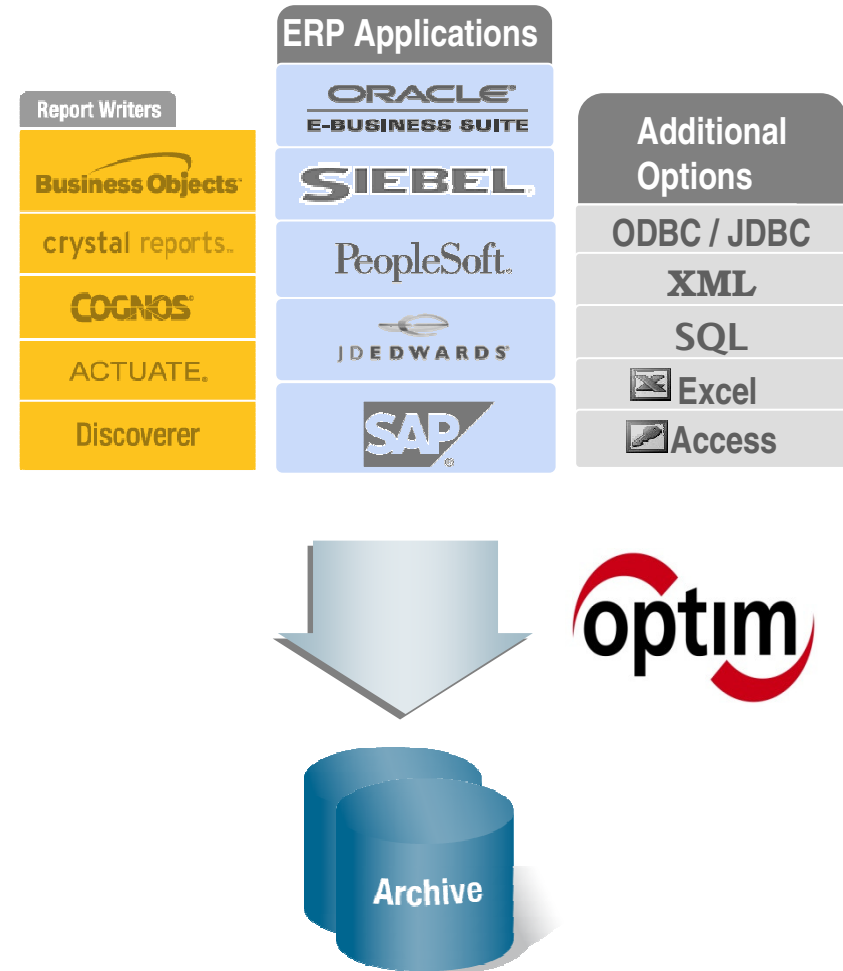 Report Writers
Business Objects
crystal reports™
COGNOS®
ACTUATE®
Discoverer
ERP Applications
ORACLE®
E-BUSINESS SUITE
SIEBEL®
PeopleSoft®
JDEDWARDS®
SAP®
Additional
Options
ODBC / JDBC
XML
SQL
Excel
Access
optim
Archive